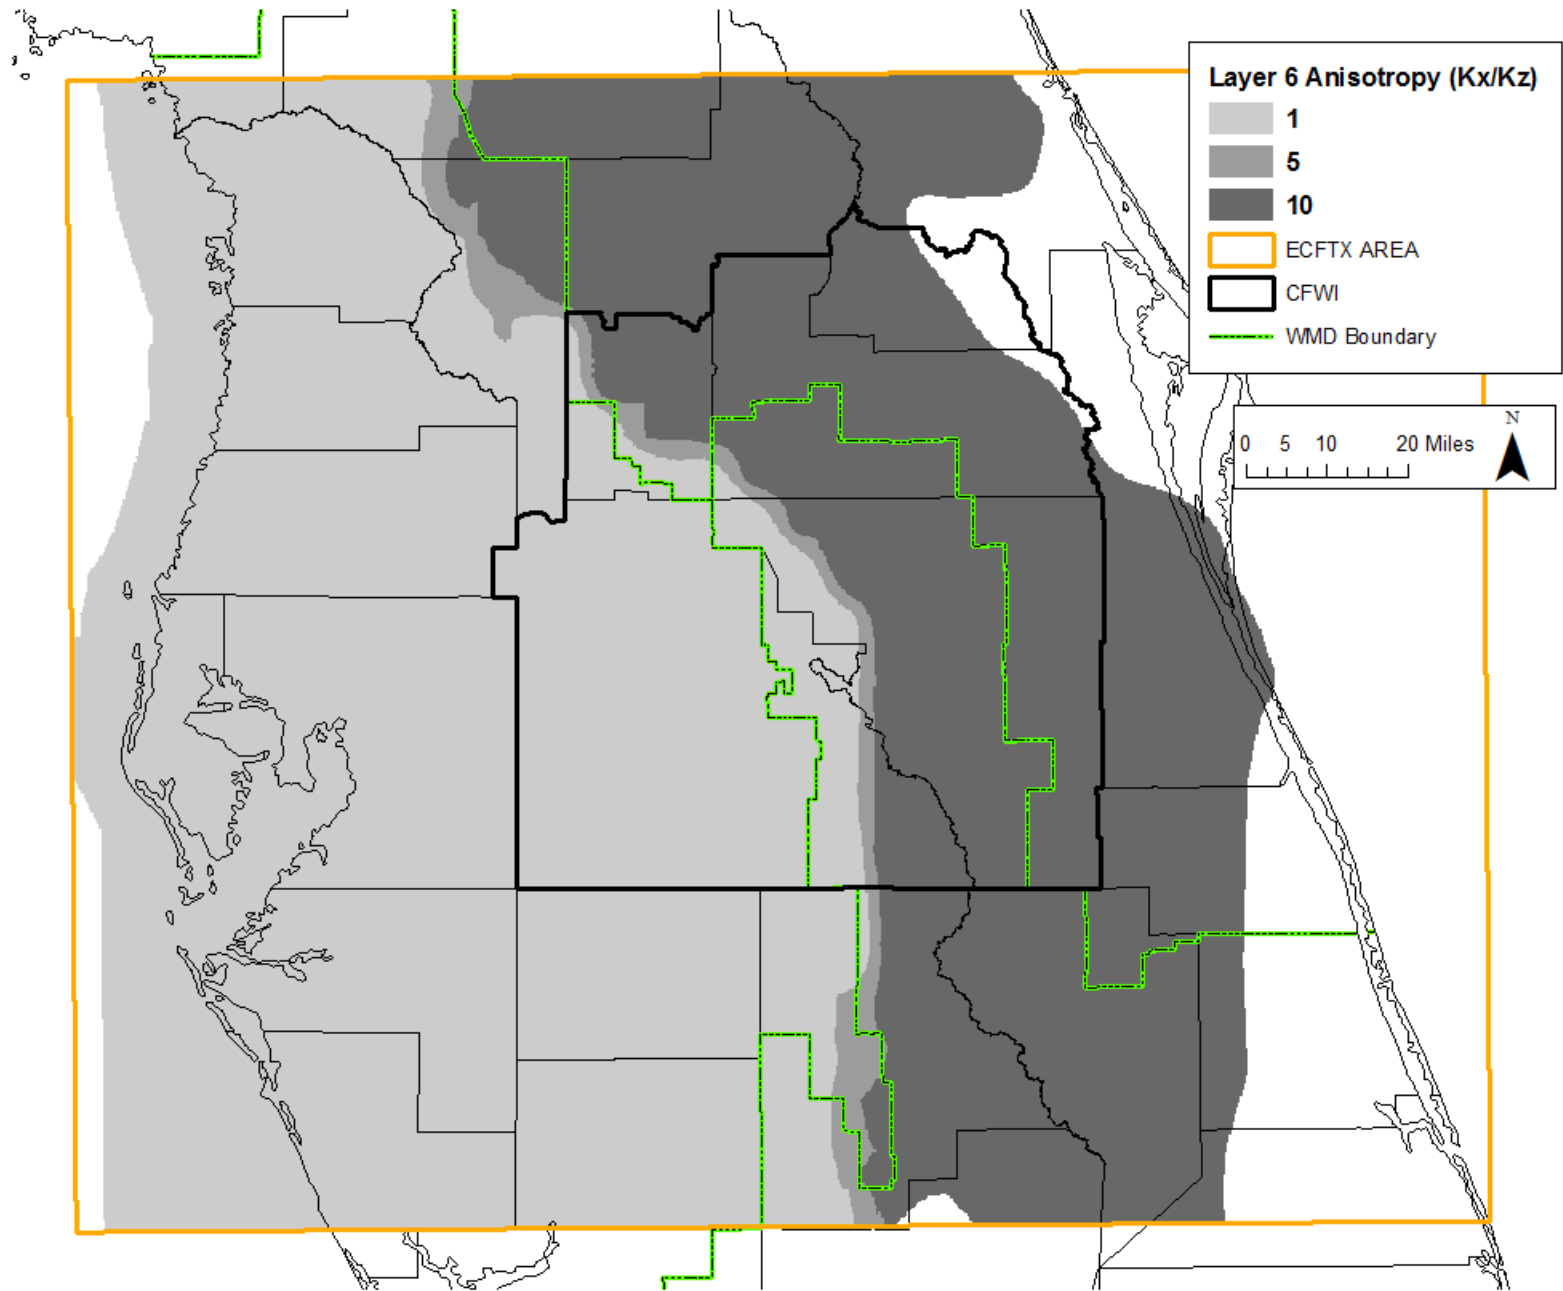 Layer 6 Anisotropy (Kx/Kz)
1
5
10
ECFTX AREA
CFWI
WMD Boundary
0 5 10 20 Miles
N